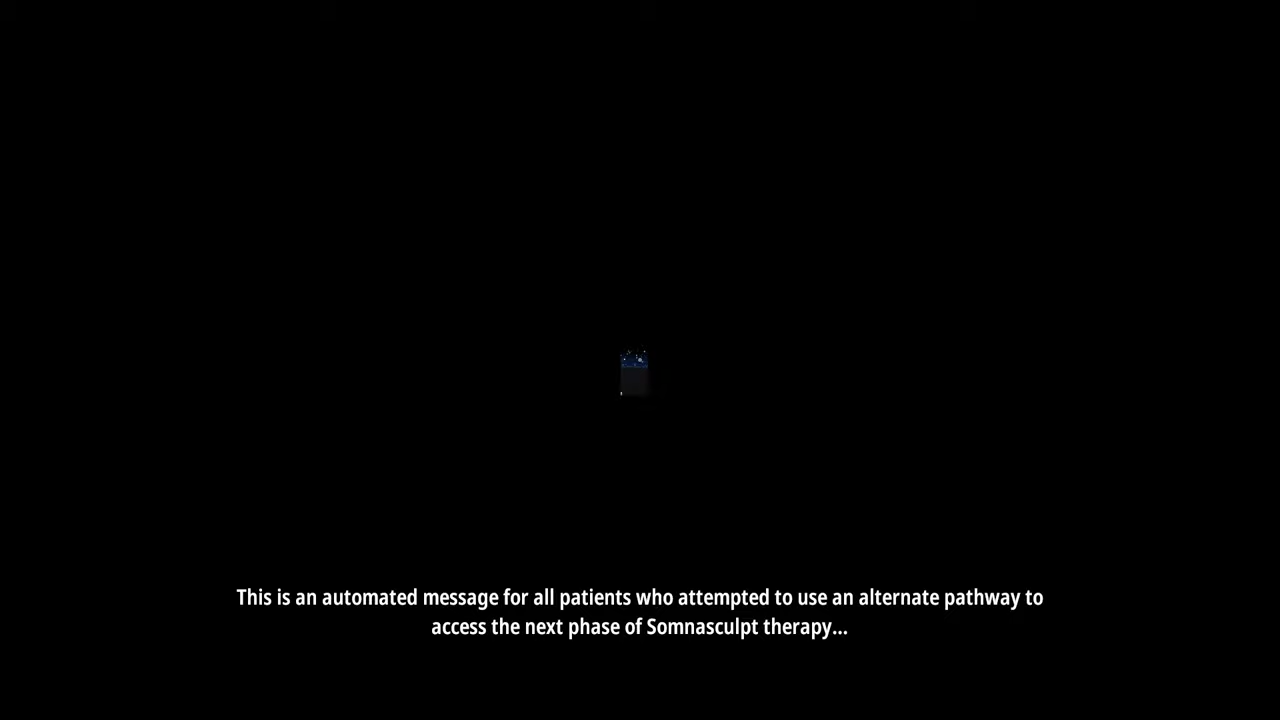 This is an automated message for all patients who attempted to use an alternate pathway to
access the next phase of Somnasculpt therapy...